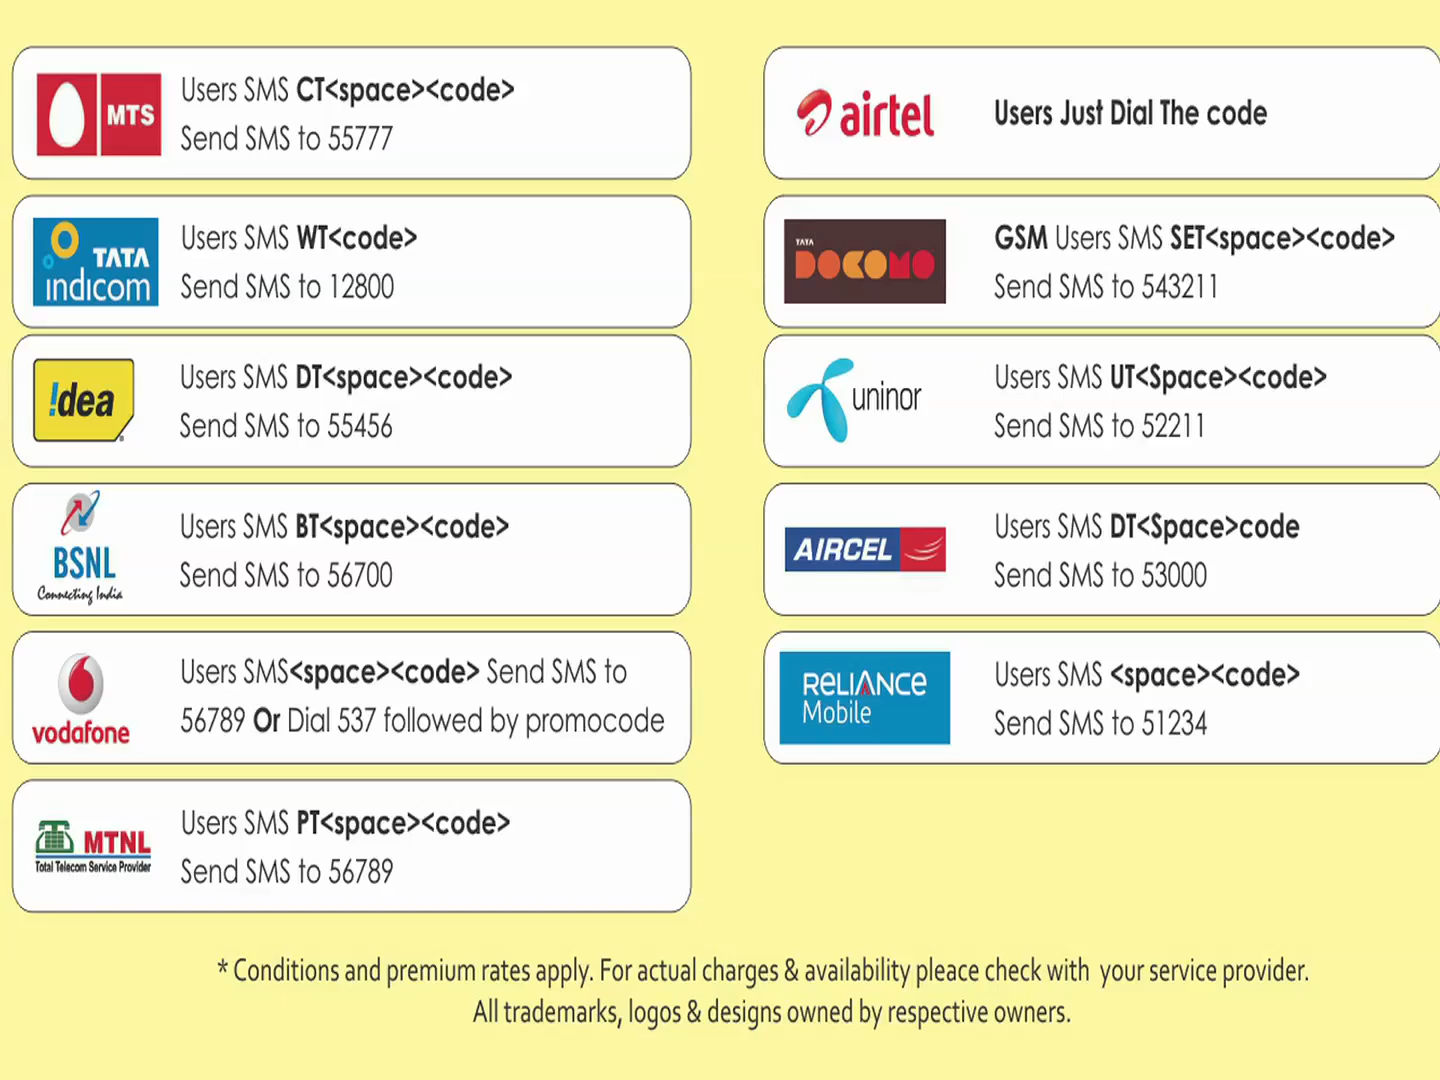 MTS
Users SMS CT<space><code>
Send SMS to 55777
airtel
Users Just Dial The code
TATA
indicom
Users SMS WT<code>
Send SMS to 12800
TATA
DOCOMO
GSM Users SMS SET<space><code>
Send SMS to 543211
!dea
Users SMS DT<space><code>
Send SMS to 55456
uninor
Users SMS UT<Space><code>
Send SMS to 52211
BSNL
Connecting India
Users SMS BT<space><code>
Send SMS to 56700
AIRCEL
Users SMS DT<Space>code
Send SMS to 53000
vodafone
Users SMS<space><code> Send SMS to
56789 Or Dial 537 followed by promocode
RELIANCe
Mobile
Users SMS <space><code>
Send SMS to 51234
MTNL
Total Telecom Service Provider
Users SMS PT<space><code>
Send SMS to 56789
* Conditions and premium rates apply. For actual charges & availability pleace check with your service provider.
All trademarks, logos & designs owned by respective owners.